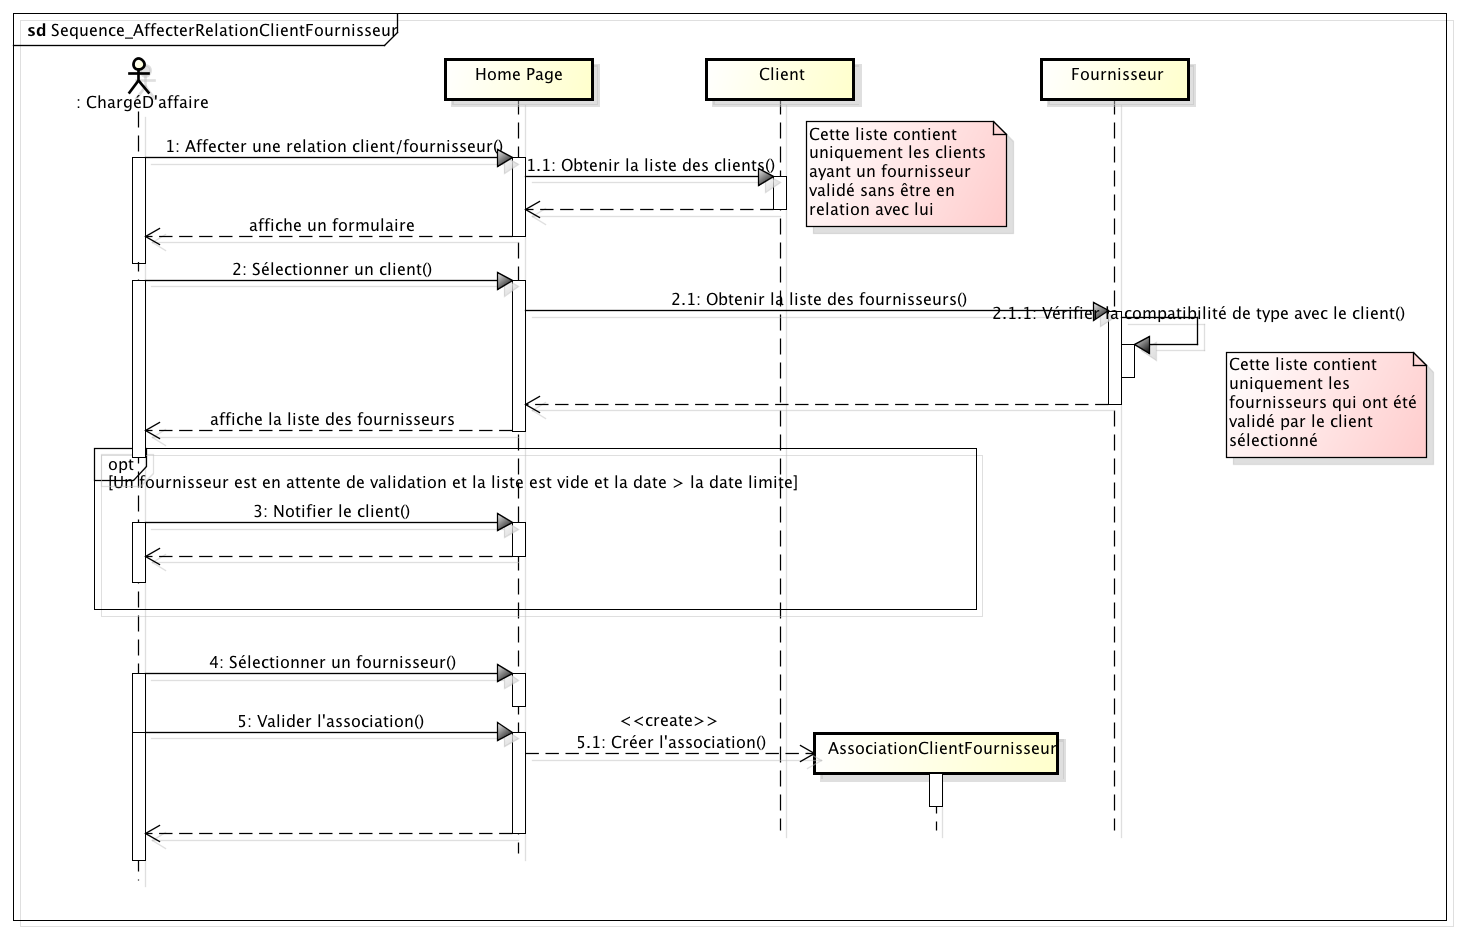 sd Sequence_AffecterRelationClientFournisseur
Home Page
Client
Fournisseur
: ChargéD'affaire
Cette liste contient
uniquement les clients
ayant un fournisseur
validé sans être en
relation avec lui
1: Affecter une relation client/fournisseur()
1.1: Obtenir la liste des clients()
affiche un formulaire
2: Sélectionner un client()
2.1: Obtenir la liste des fournisseurs()
2.1.1: Vérifier la compatibilité de type avec le client()
Cette liste contient
uniquement les
fournisseurs qui ont été
validé par le client
sélectionné
affiche la liste des fournisseurs
opt
[Un fournisseur est en attente de validation et la liste est vide et la date > la date limite]
3: Notifier le client()
4: Sélectionner un fournisseur()
5: Valider l'association()
<<create>>
5.1: Créer l'association()
AssociationClientFournisseur